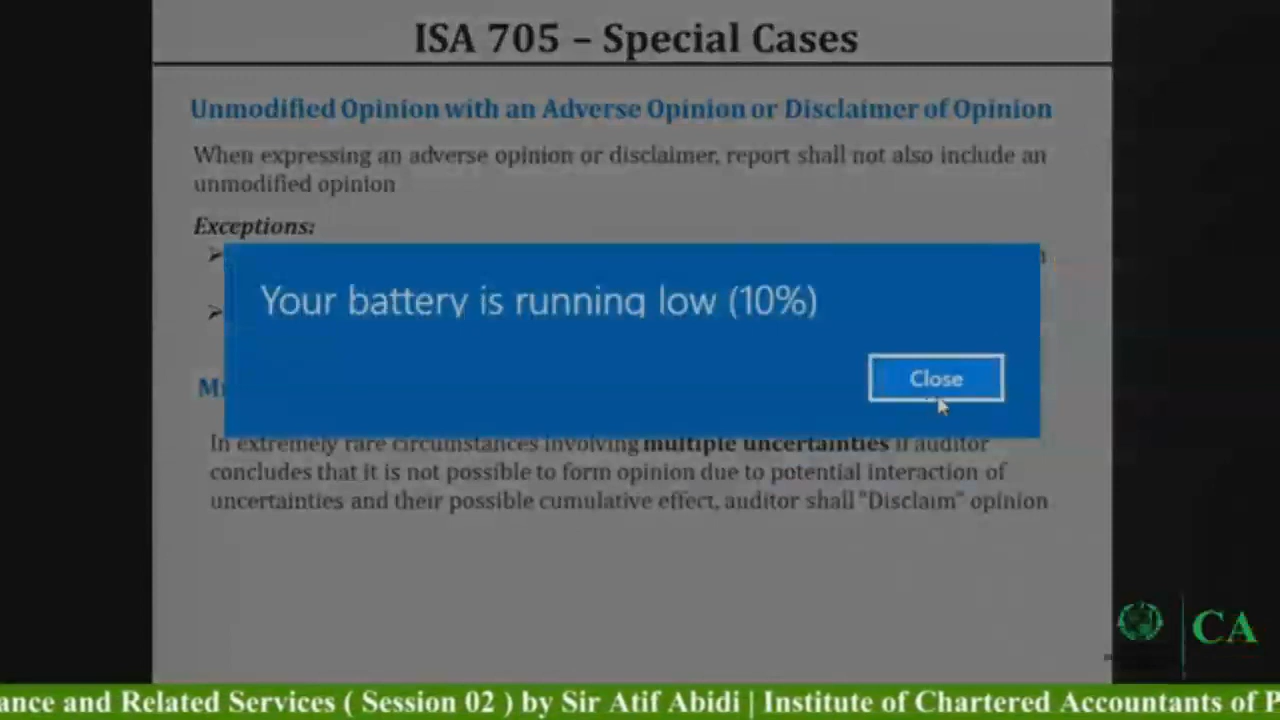 ISA 705 – Special Cases
Unmodified Opinion with an Adverse Opinion or Disclaimer of Opinion
When expressing an adverse opinion or disclaimer, report shall not also include an
unmodified opinion
Exceptions:
Your battery is running low (10%)
Close
In extremely rare circumstances involving multiple uncertainties if auditor
concludes that it is not possible to form opinion due to potential interaction of
uncertainties and their possible cumulative effect, auditor shall "Disclaim" opinion
CA
ance and Related Services ( Session 02 ) by Sir Atif Abidi | Institute of Chartered Accountants of P